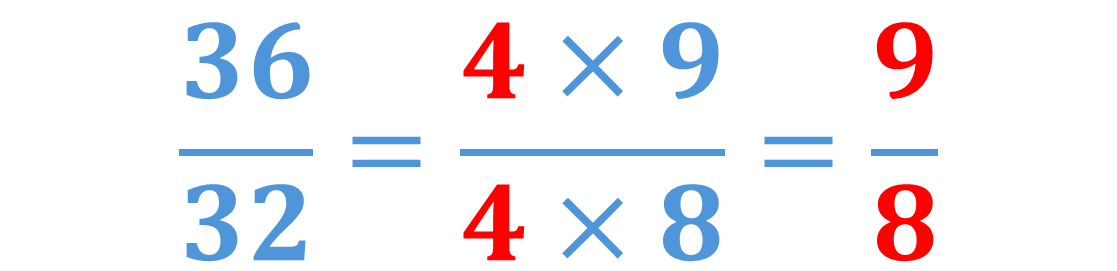 36/32 = 4 × 9/4 × 8 = 9/8